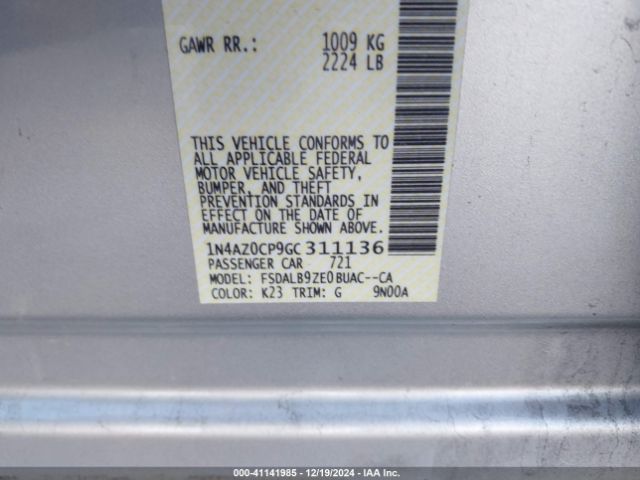 GAWR RR.: 1009 KG
2224 LB
THIS VEHICLE CONFORMS TO
ALL APPLICABLE FEDERAL
MOTOR VEHICLE SAFETY,
BUMPER, AND THEFT
PREVENTION STANDARDS IN
EFFECT ON THE DATE OF
MANUFACTURE SHOWN ABOVE.
1N4AZ0CP9GC 311136
PASSENGER CAR 721
MODEL: FSDALB9ZE0BUAC--CA
COLOR: K23 TRIM: G 9N00A
000-41141985 - 12/19/2024 - IAA Inc.